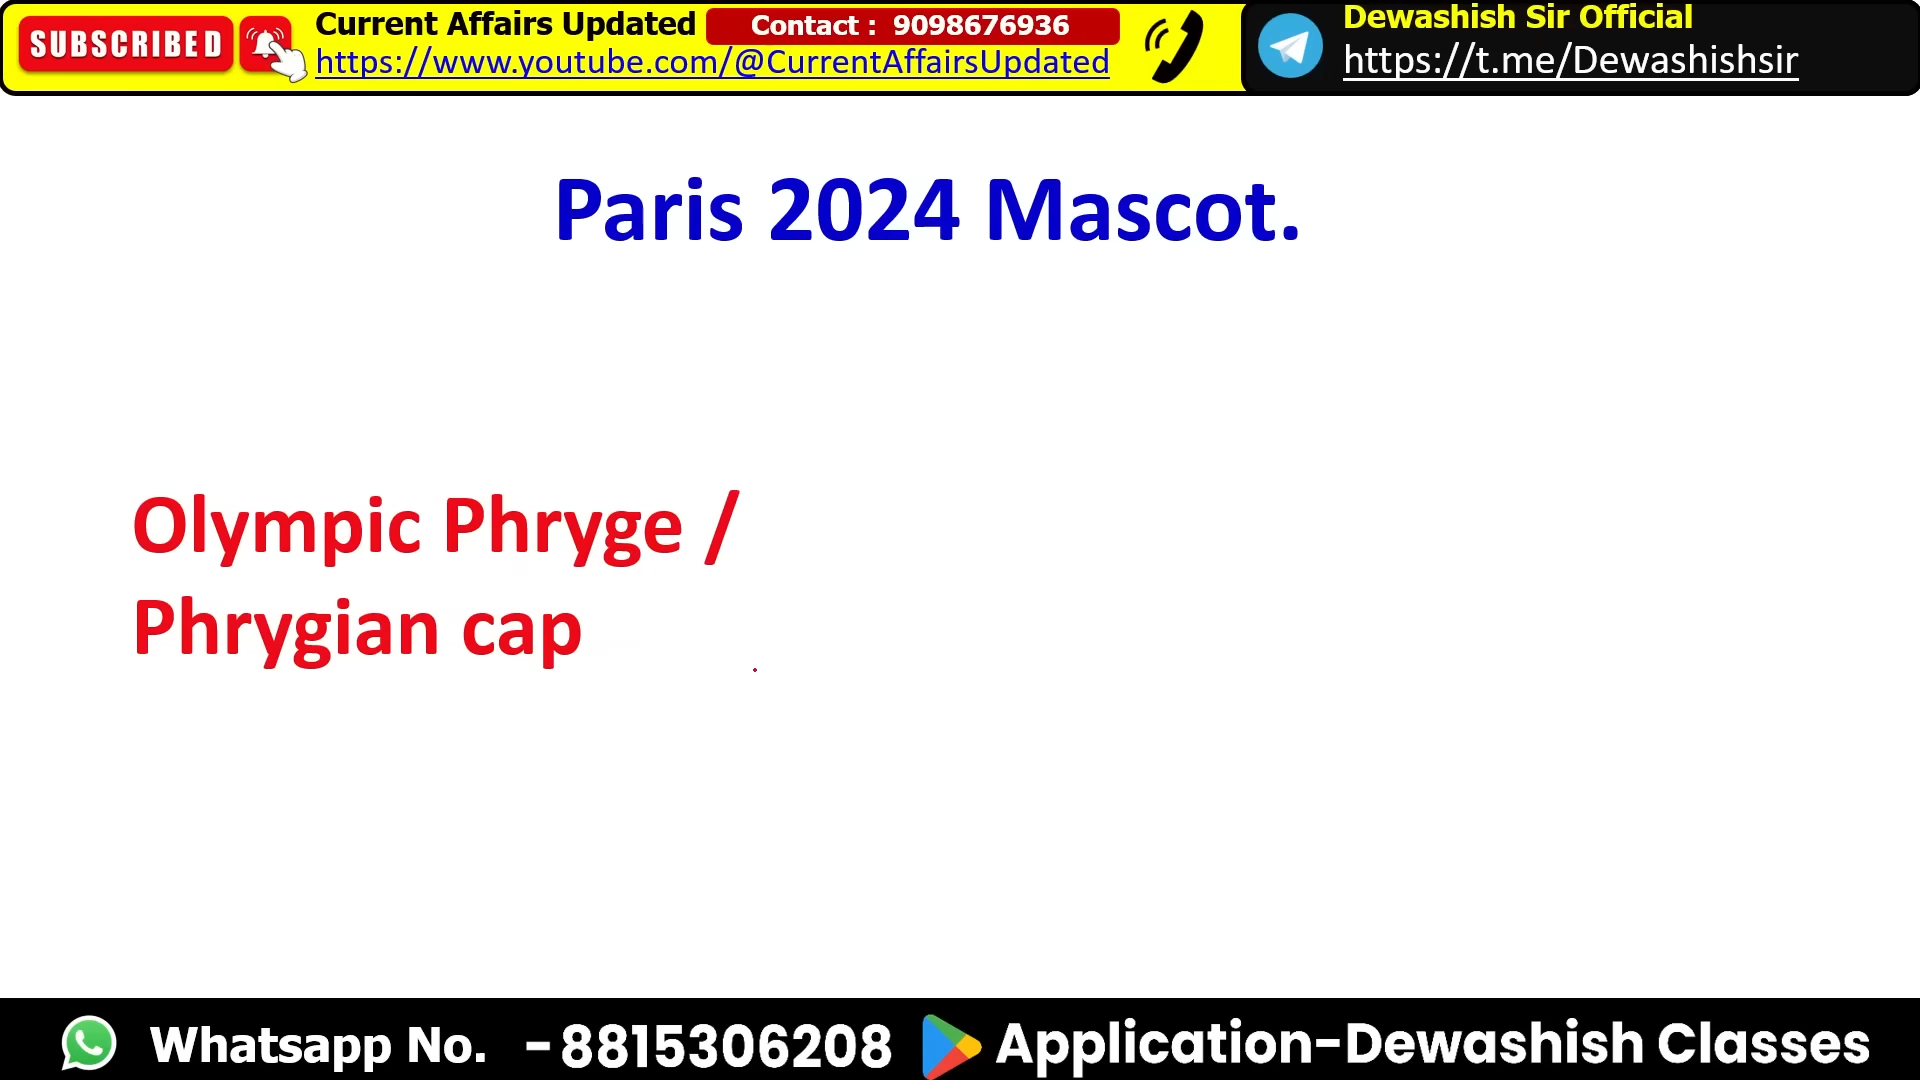 SUBSCRIBED
Current Affairs Updated
Contact : 9098676936
https://www.youtube.com/@CurrentAffairsUpdated
Dewashish Sir Official
https://t.me/Dewashishsir
Paris 2024 Mascot.
Olympic Phryge /
Phrygian cap
Whatsapp No. -8815306208
Application-Dewashish Classes